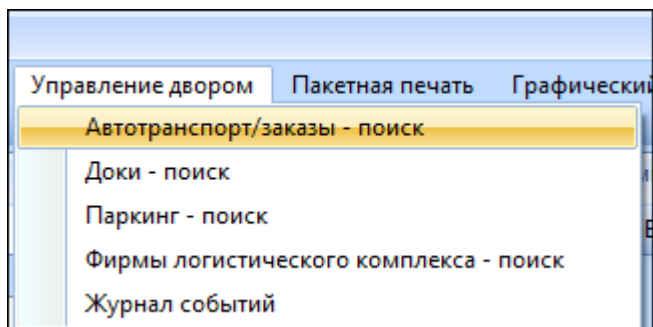 Управление двором Пакетная печать Графический
Автотранспорт/заказы - поиск
Доки - поиск
Паркинг - поиск
Фирмы логистического комплекса - поиск
Журнал событий